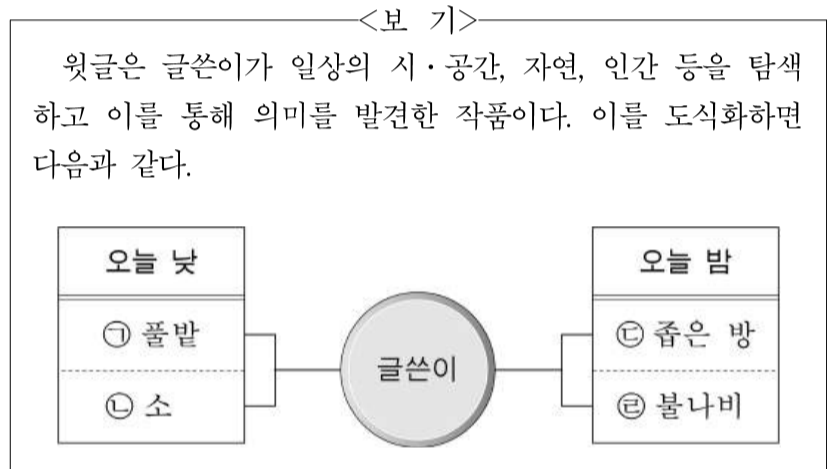 <보 기>
윗글은 글쓴이가 일상의 시·공간, 자연, 인간 등을 탐색
하고 이를 통해 의미를 발견한 작품이다. 이를 도식화하면
다음과 같다.
오늘 낮
㉠ 풀밭
㉡ 소
글쓴이
오늘 밤
㉢ 좁은 방
㉣ 불나비